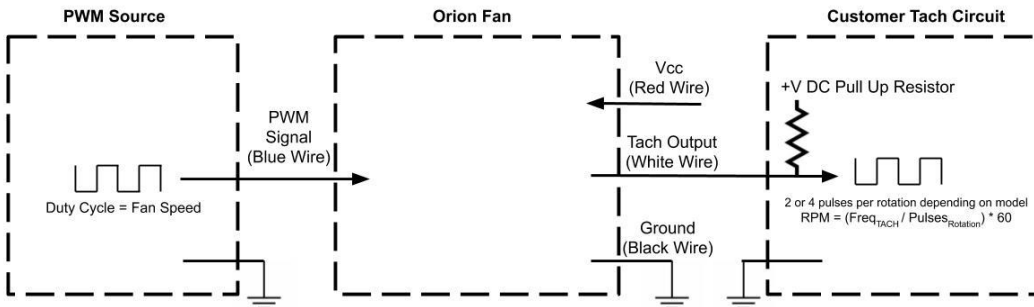 PWM Source
Orion Fan
Customer Tach Circuit
Vcc
(Red Wire)
+V DC Pull Up Resistor
PWM
Signal
(Blue Wire)
Tach Output
(White Wire)
Duty Cycle = Fan Speed
2 or 4 pulses per rotation depending on model
RPM = (Freq_TACH / Pulses_Rotation) * 60
Ground
(Black Wire)